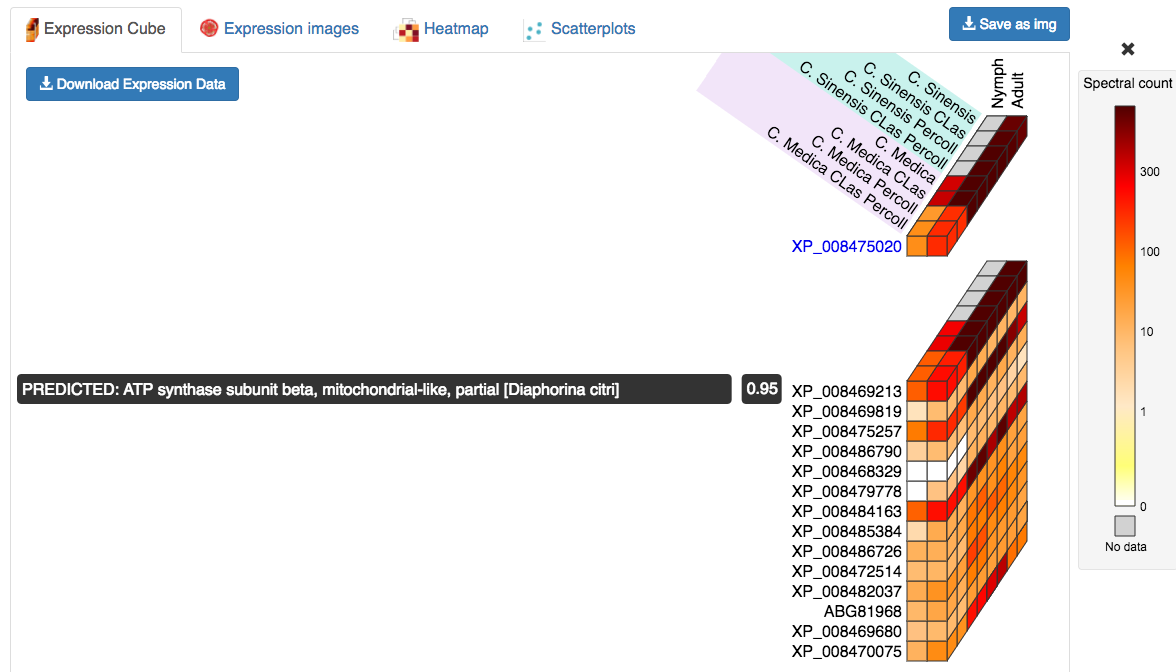 Expression Cube
Expression images
Heatmap
Scatterplots
Save as img
Download Expression Data
C. Sinensis
C. Sinensis CLas
C. Sinensis Percoll
C. Sinensis CLas Percoll
C. Medica
C. Medica CLas
C. Medica Percoll
C. Medica CLas Percoll
Nymph
Adult
XP_008475020
PREDICTED: ATP synthase subunit beta, mitochondrial-like, partial [Diaphorina citri]
0.95
XP_008469213
XP_008469819
XP_008475257
XP_008486790
XP_008468329
XP_008479778
XP_008484163
XP_008485384
XP_008486726
XP_008472514
XP_008482037
ABG81968
XP_008469680
XP_008470075
Spectral count
300
100
10
1
0
No data